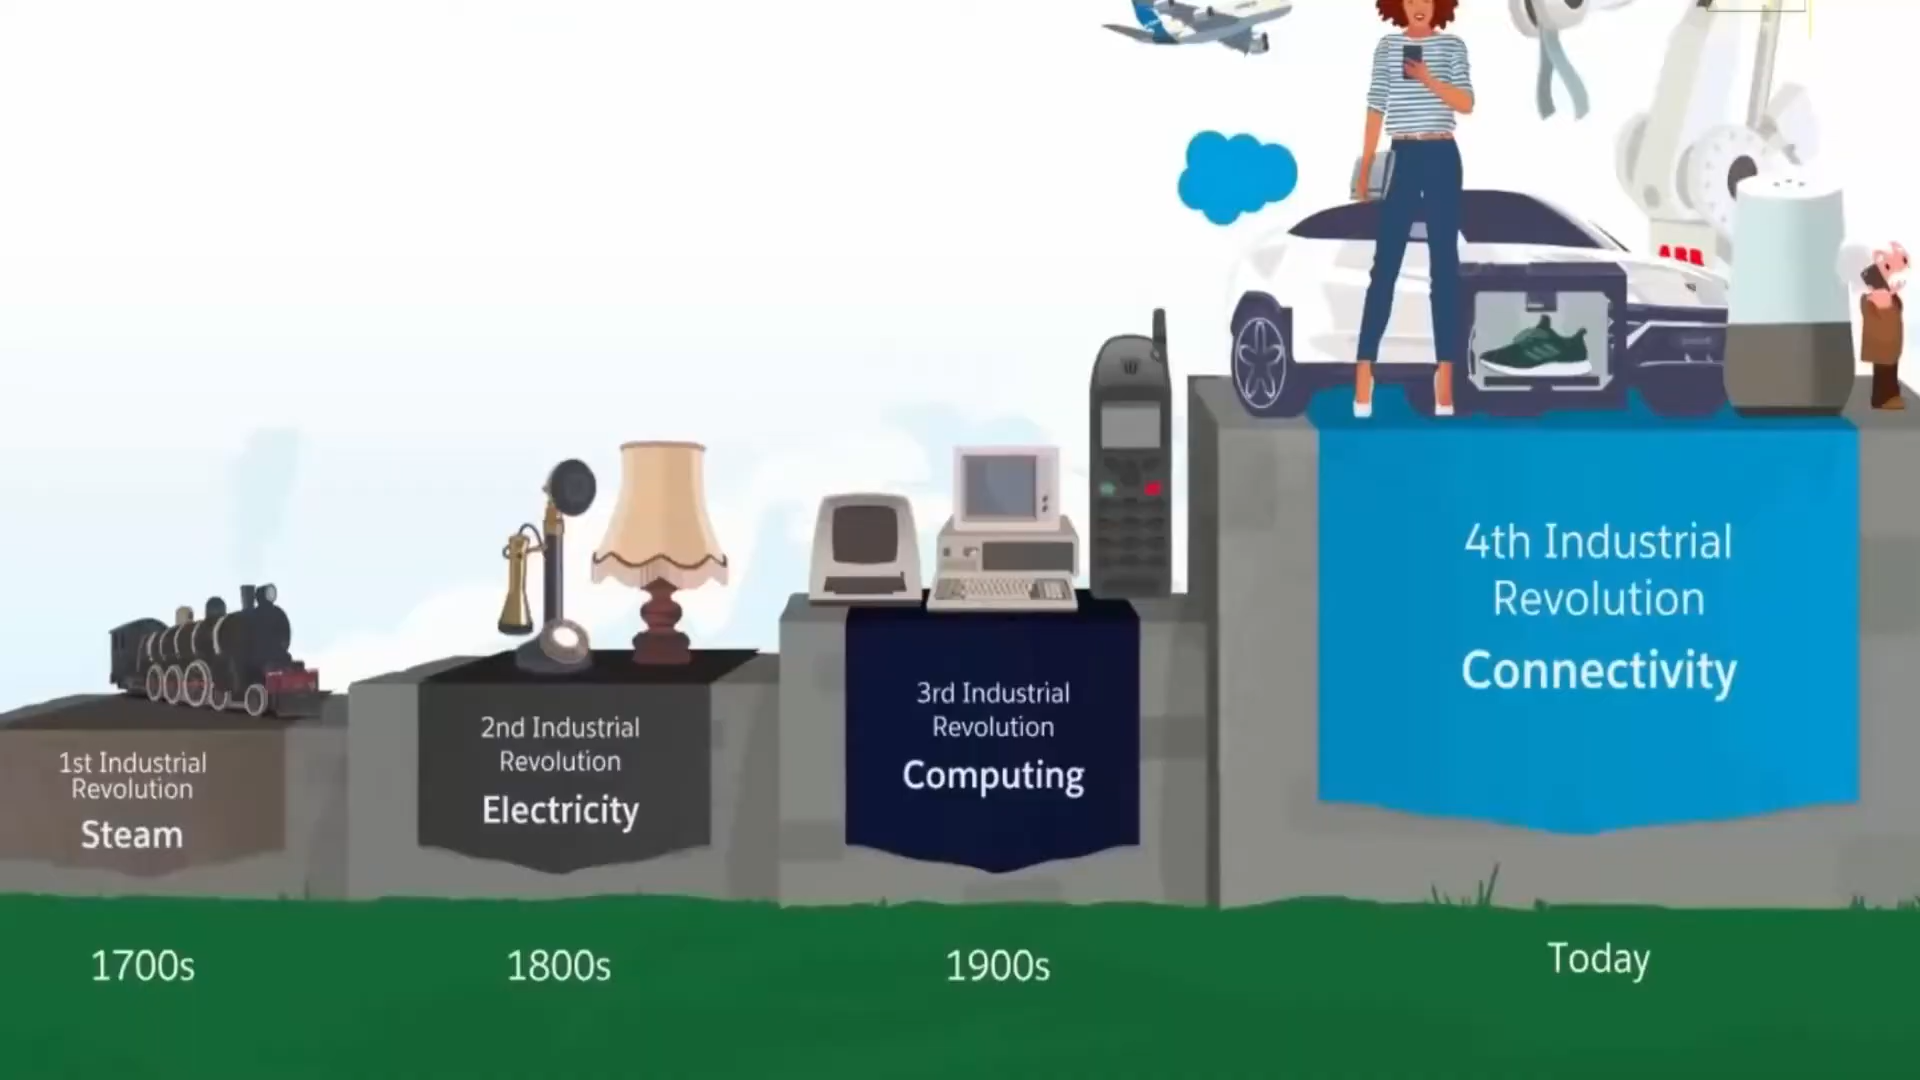 ABB
1st Industrial
Revolution
Steam
2nd Industrial
Revolution
Electricity
3rd Industrial
Revolution
Computing
4th Industrial
Revolution
Connectivity
1700s
1800s
1900s
Today